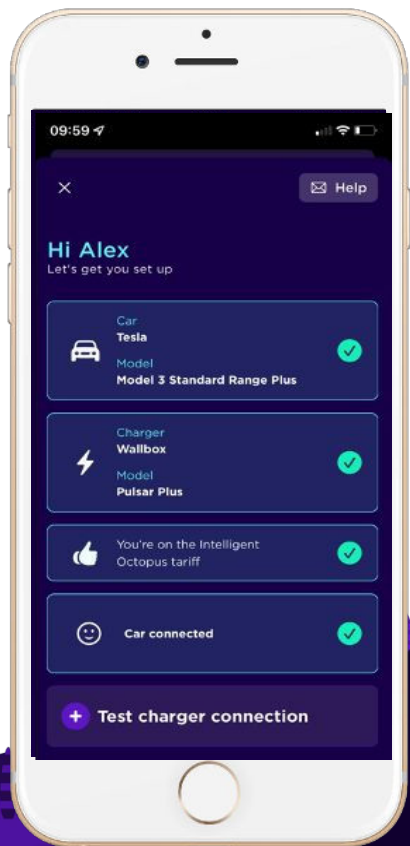 09:59
Help
Hi Alex
Let's get you set up
Car
Tesla
Model
Model 3 Standard Range Plus
Charger
Wallbox
Model
Pulsar Plus
You're on the Intelligent
Octopus tariff
Car connected
+ Test charger connection